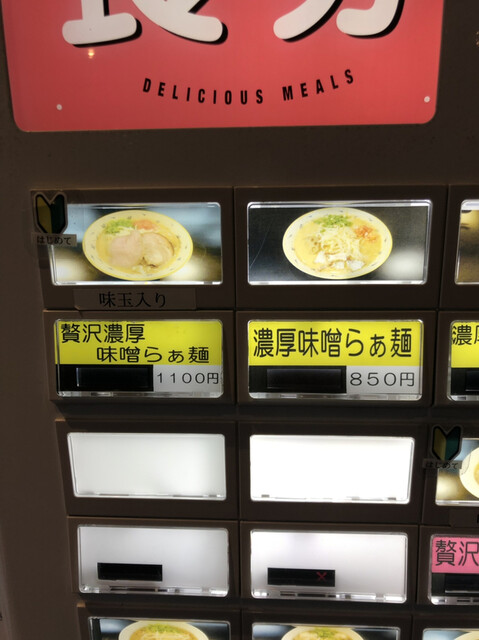 DELICIOUS MEALS
はじめて
味玉入り
贅沢濃厚
味噌らぁ麺
1100円
濃厚味噌らぁ麺
850円
濃
はじめて
贅沢